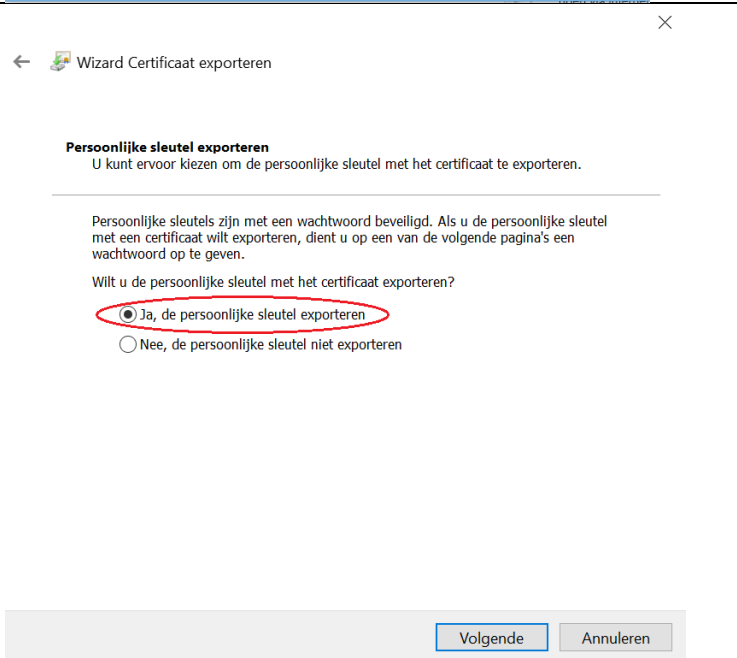 Wizard Certificaat exporteren
Persoonlijke sleutel exporteren
U kunt ervoor kiezen om de persoonlijke sleutel met het certificaat te exporteren.
Persoonlijke sleutels zijn met een wachtwoord beveiligd. Als u de persoonlijke sleutel
met een certificaat wilt exporteren, dient u op een van de volgende pagina's een
wachtwoord op te geven.
Wilt u de persoonlijke sleutel met het certificaat exporteren?
Ja, de persoonlijke sleutel exporteren
Nee, de persoonlijke sleutel niet exporteren
Volgende
Annuleren